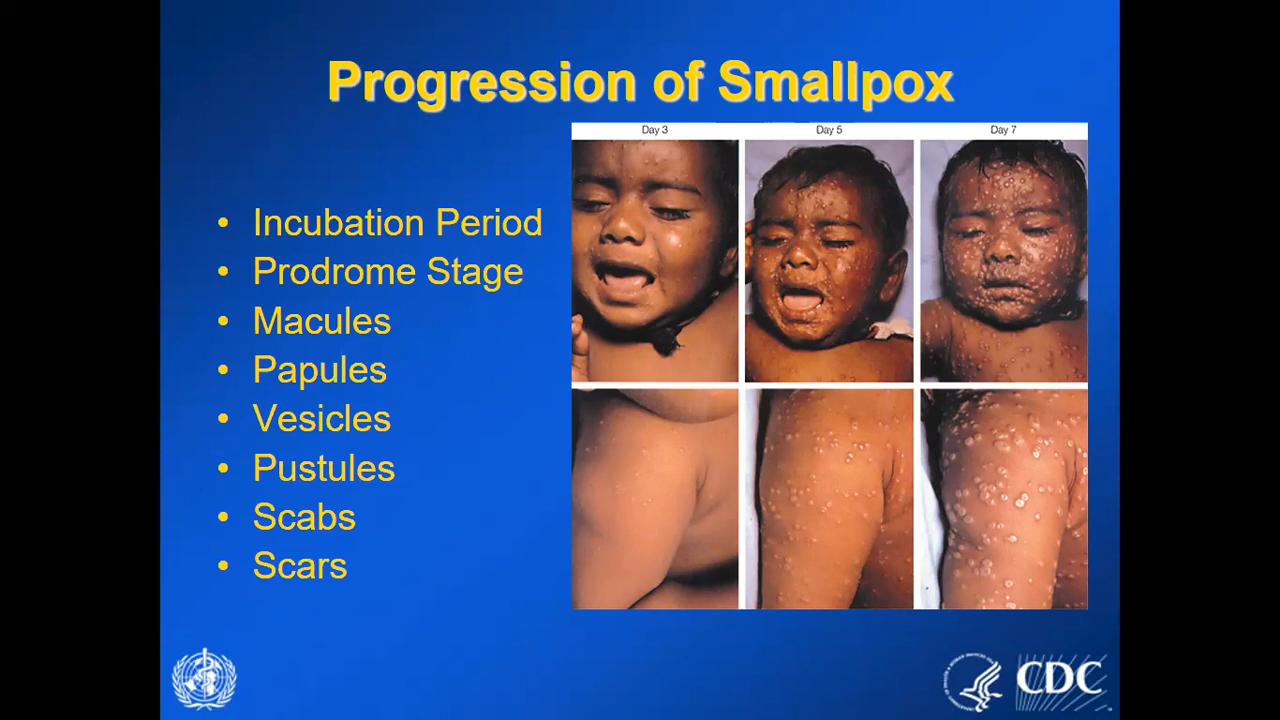 Progression of Smallpox
Day 3
Day 5
Day 7
• Incubation Period
• Prodrome Stage
• Macules
• Papules
• Vesicles
• Pustules
• Scabs
• Scars
CDC